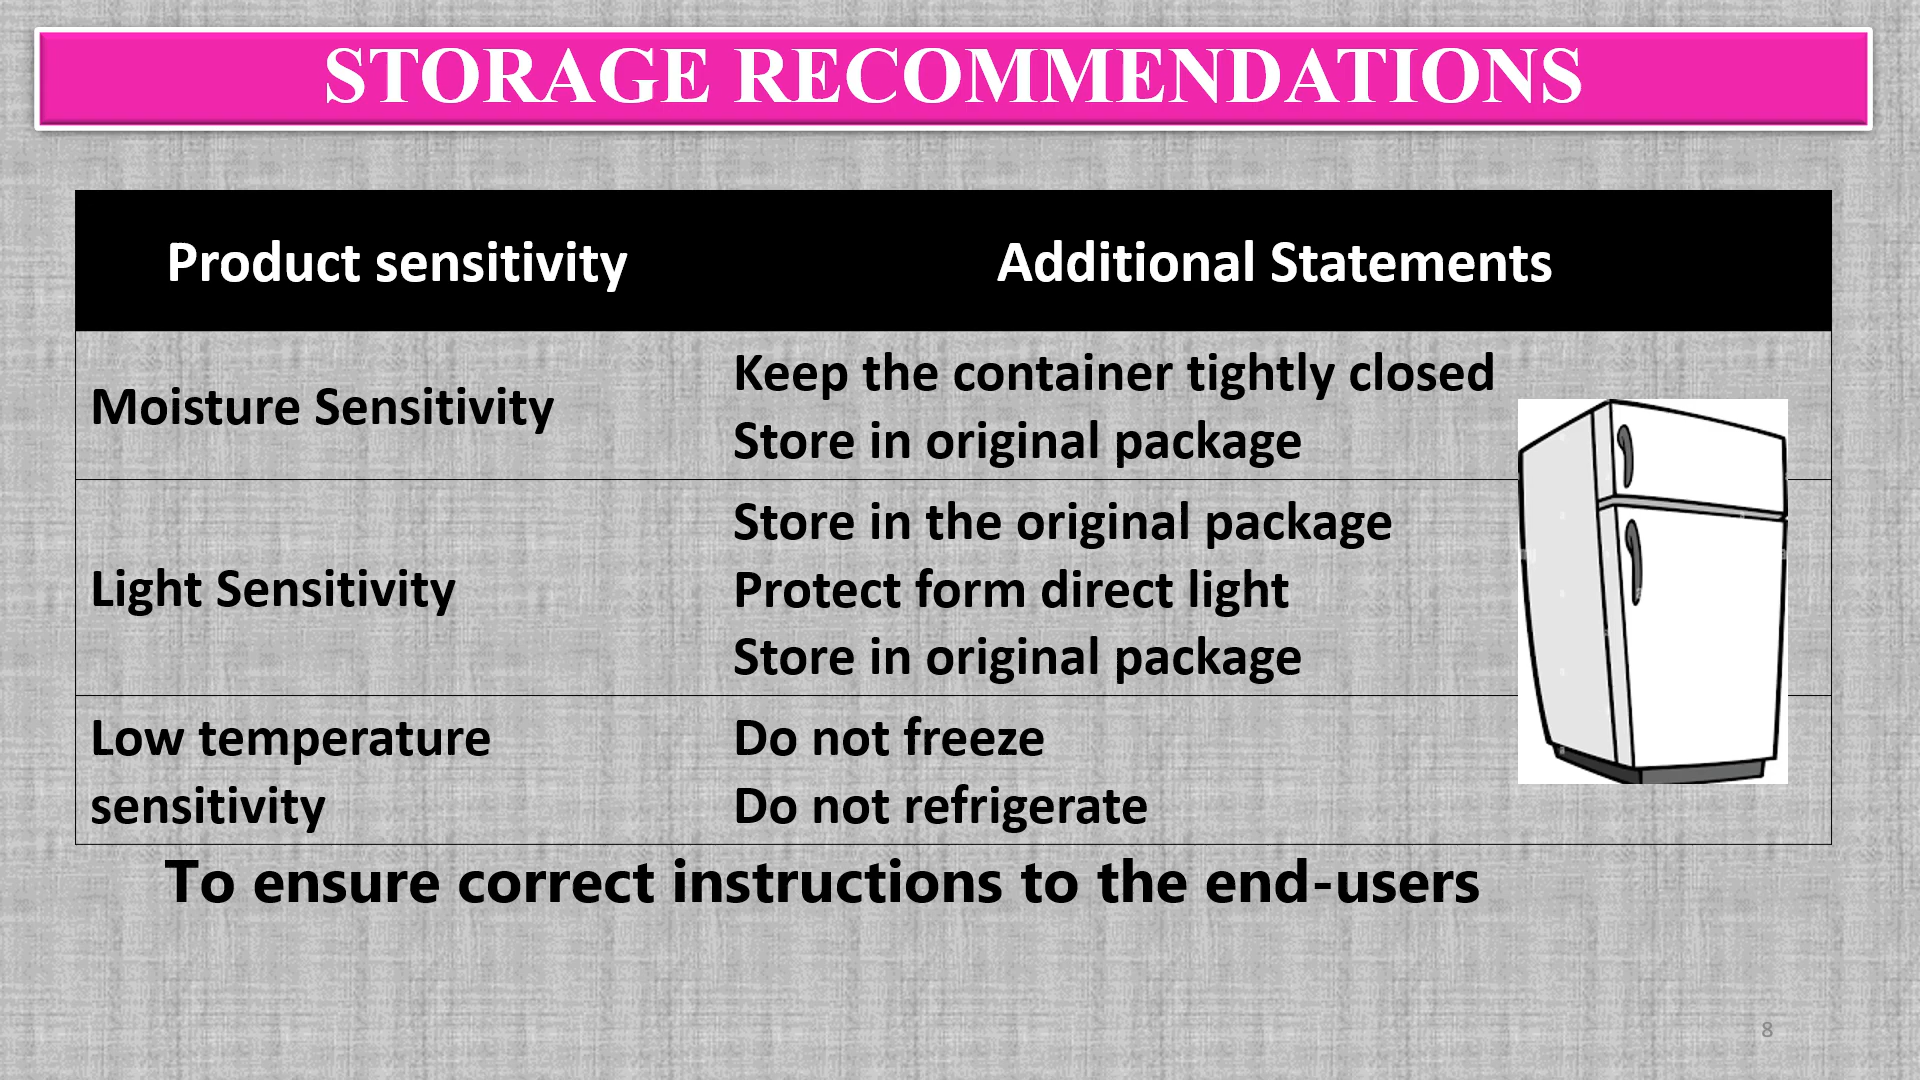 STORAGE RECOMMENDATIONS
Product sensitivity
Additional Statements
Moisture Sensitivity
Keep the container tightly closed
Store in original package
Light Sensitivity
Store in the original package
Protect form direct light
Store in original package
Low temperature
sensitivity
Do not freeze
Do not refrigerate
To ensure correct instructions to the end-users
8